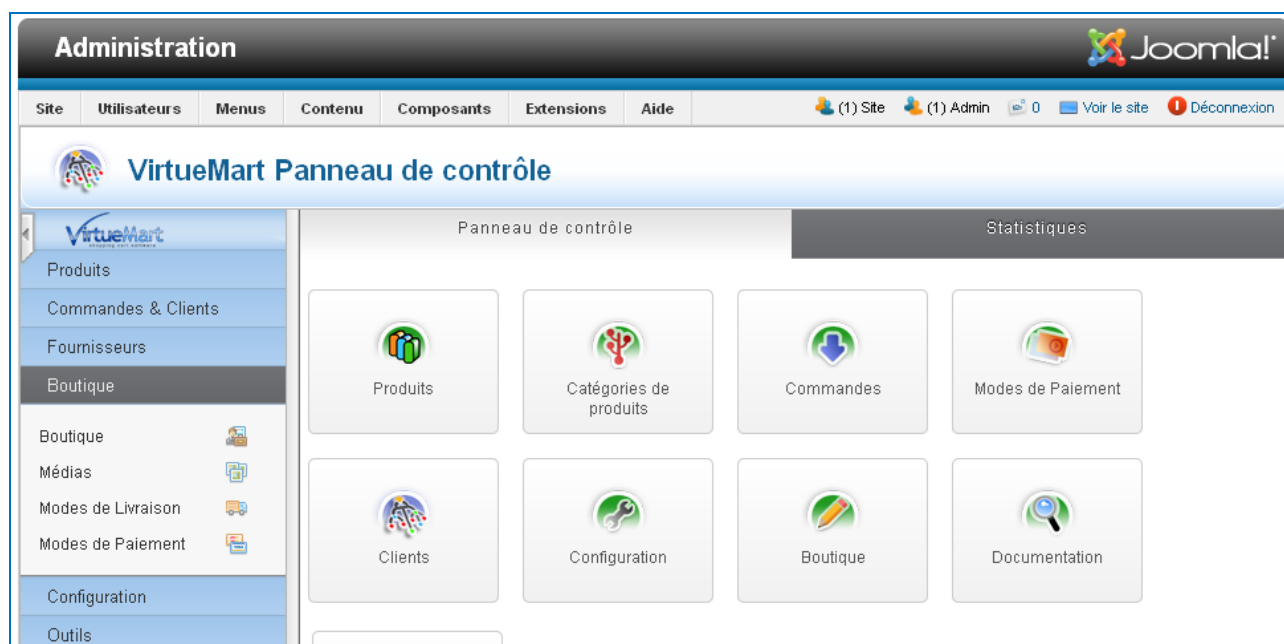 Administration
Joomla!
Site Utilisateurs Menus Contenu Composants Extensions Aide (1) Site (1) Admin 0 Voir le site Déconnexion
VirtueMart Panneau de contrôle
VirtueMart
Panneau de contrôle
Statistiques
Produits
Commandes & Clients
Fournisseurs
Boutique
Boutique
Médias
Modes de Livraison
Modes de Paiement
Configuration
Outils
Produits
Catégories de
produits
Commandes
Modes de Paiement
Clients
Configuration
Boutique
Documentation